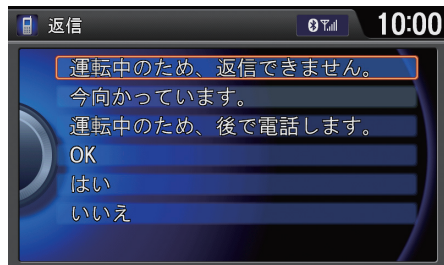 返信
10:00
運転中のため、返信できません。
今向かっています。
運転中のため、後で電話します。
OK
はい
いいえ